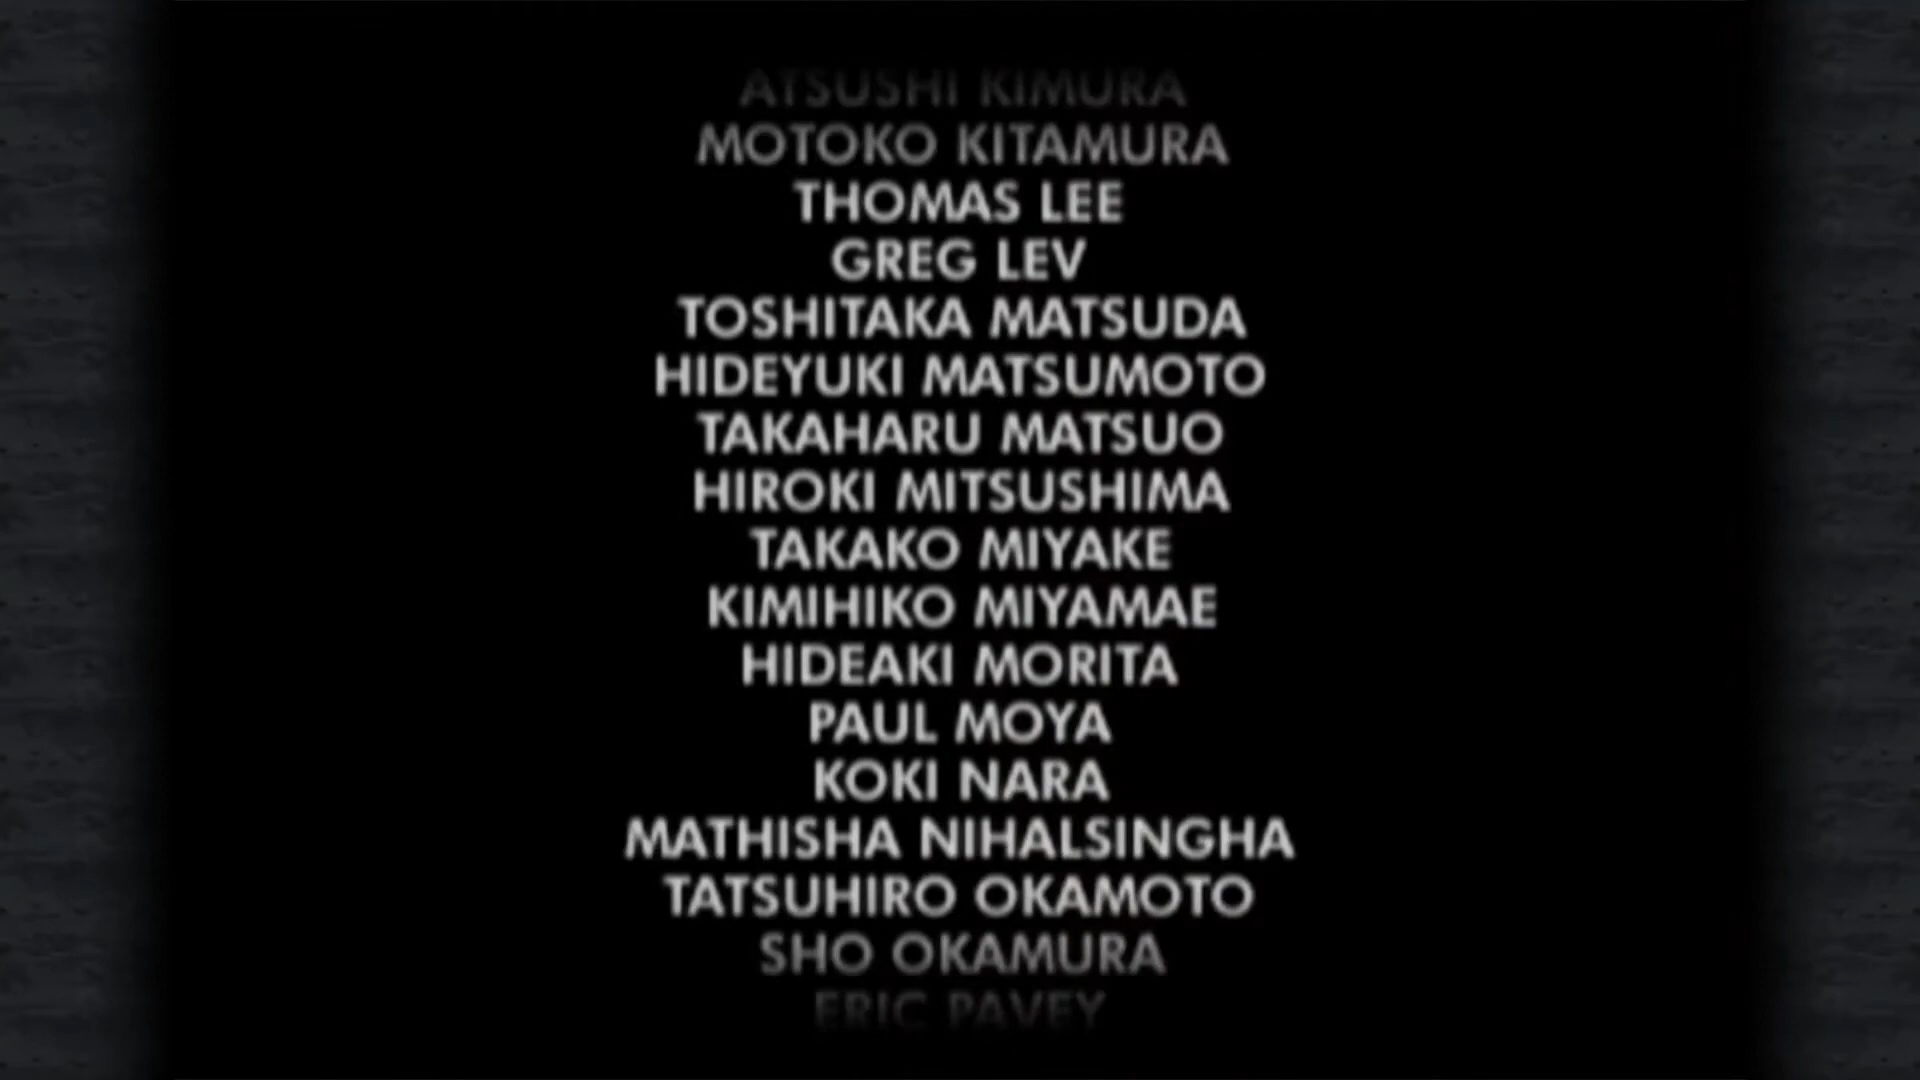 ATSUSHI KIMURA
MOTOKO KITAMURA
THOMAS LEE
GREG LEV
TOSHITAKA MATSUDA
HIDEYUKI MATSUMOTO
TAKAHARU MATSUO
HIROKI MITSUSHIMA
TAKAKO MIYAKE
KIMIHIKO MIYAMAE
HIDEAKI MORITA
PAUL MOYA
KOKI NARA
MATHISHA NIHALSINGHA
TATSUHIRO OKAMOTO
SHO OKAMURA
ERIC PAVEY